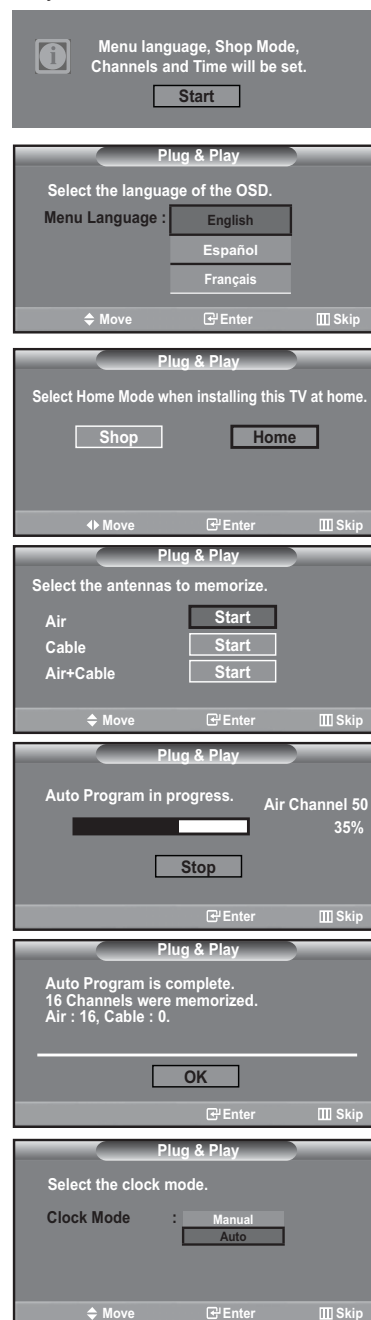 Menu language, Shop Mode,
Channels and Time will be set.
Start
Plug & Play
Select the language of the OSD.
Menu Language : English
Español
Français
Move Enter Skip
Plug & Play
Select Home Mode when installing this TV at home.
Shop Home
Move Enter Skip
Plug & Play
Select the antennas to memorize.
Air Start
Cable Start
Air+Cable Start
Move Enter Skip
Plug & Play
Auto Program in progress. Air Channel 50
35%
Stop
Enter Skip
Plug & Play
Auto Program is complete.
16 Channels were memorized.
Air : 16, Cable : 0.
OK
Enter Skip
Plug & Play
Select the clock mode.
Clock Mode : Manual
Auto
Move Enter Skip